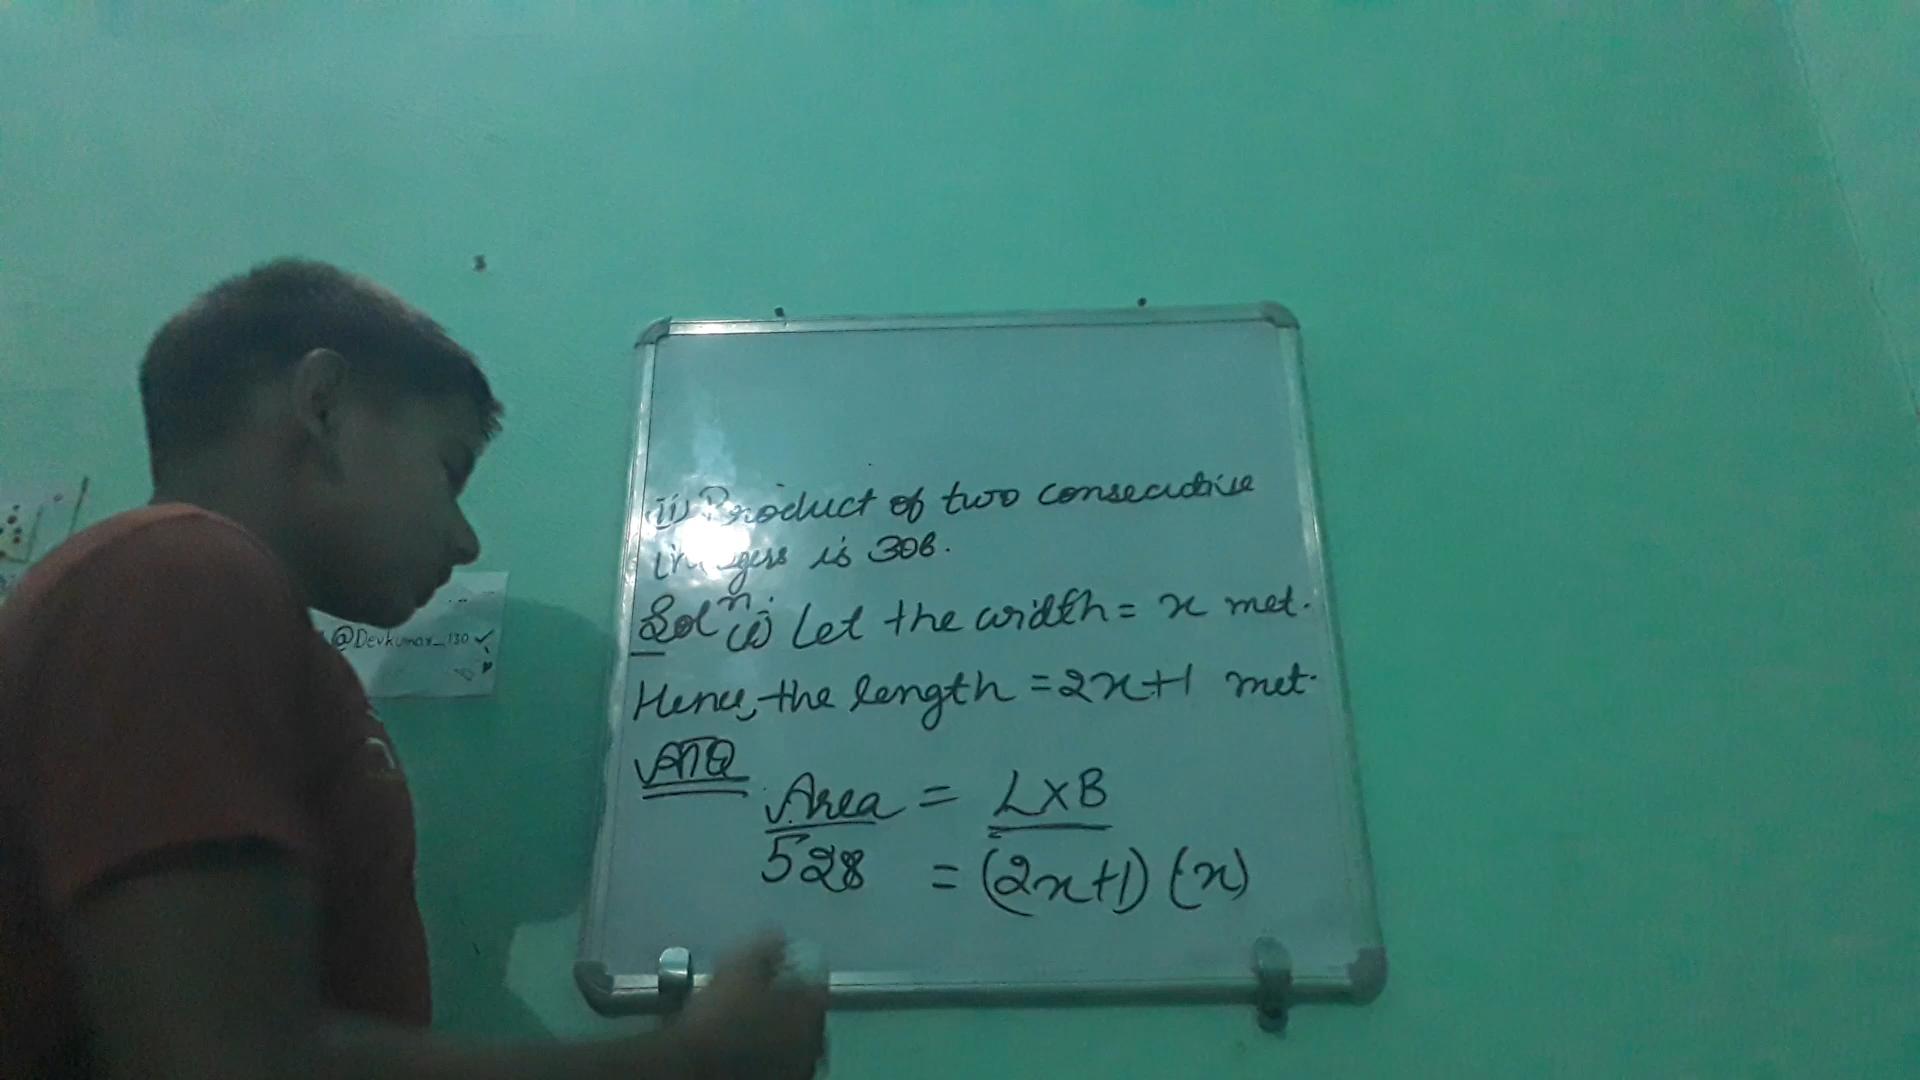 ii) Product of two consecutive
integers is 306.
Solⁿ. (i) Let the width = x met.
Hence, the length = 2x+1 met.
ATQ
Area = L×B
528 = (2x+1) (x)
@Devkumar_130 ✓